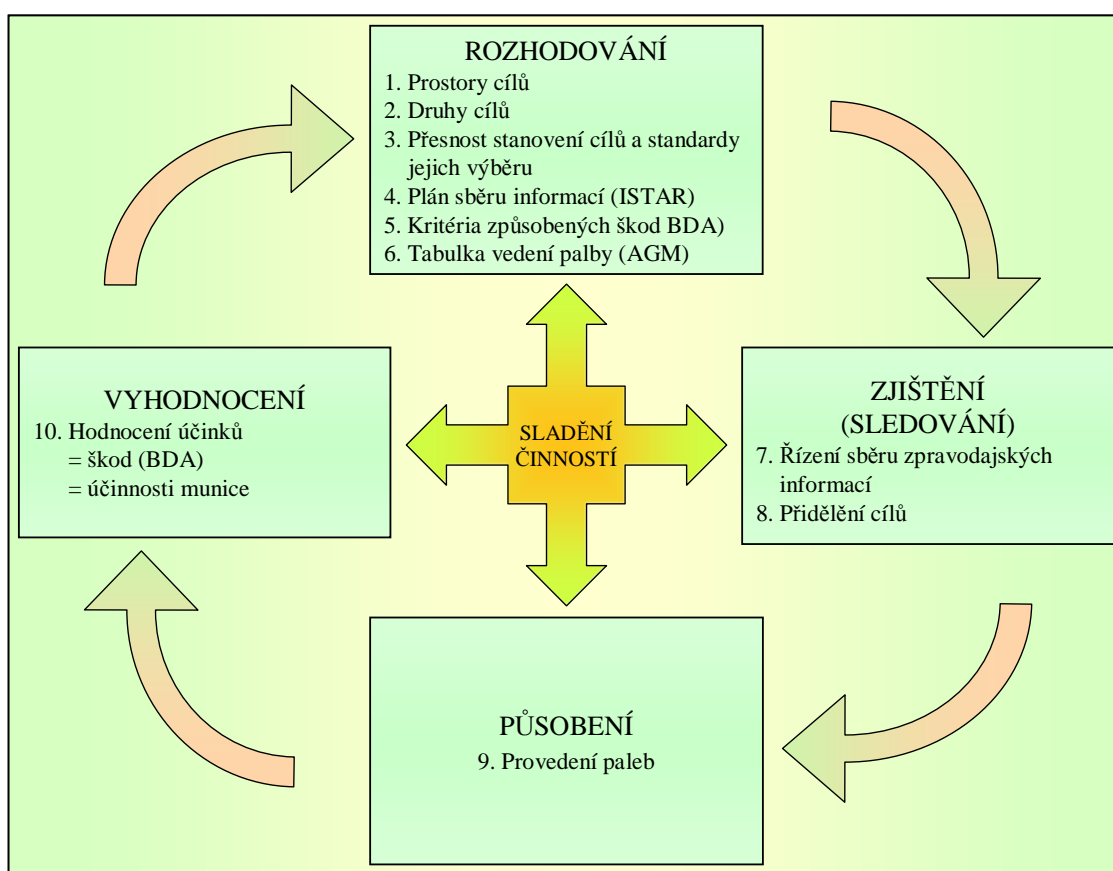 ROZHODOVÁNÍ
1. Prostory cílů
2. Druhy cílů
3. Přesnost stanovení cílů a standardy
jejich výběru
4. Plán sběru informací (ISTAR)
5. Kritéria způsobených škod BDA)
6. Tabulka vedení palby (AGM)
VYHODNOCENÍ
10. Hodnocení účinků
= škod (BDA)
= účinnosti munice
SLADĚNÍ
ČINNOSTÍ
ZJIŠTĚNÍ
(SLEDOVÁNÍ)
7. Řízení sběru zpravodajských
informací
8. Přidělění cílů
PŮSOBENÍ
9. Provedení paleb